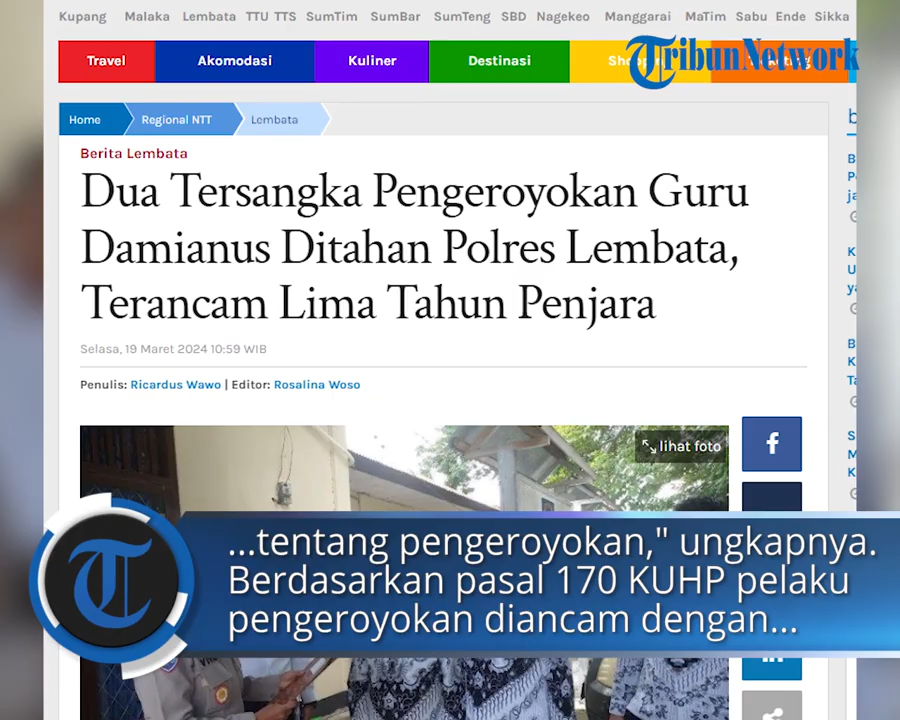 Kupang Malaka Lembata TTU TTS SumTim SumBar SumTeng SBD Nagekeo Manggarai MaTim Sabu Ende Sikka
Travel Akomodasi Kuliner Destinasi
TribunNetwork
Home Regional NTT Lembata
Berita Lembata
Dua Tersangka Pengeroyokan Guru
Damianus Ditahan Polres Lembata,
Terancam Lima Tahun Penjara
Selasa, 19 Maret 2024 10:59 WIB
Penulis: Ricardus Wawo | Editor: Rosalina Woso
lihat foto
...tentang pengeroyokan," ungkapnya.
Berdasarkan pasal 170 KUHP pelaku
pengeroyokan diancam dengan...